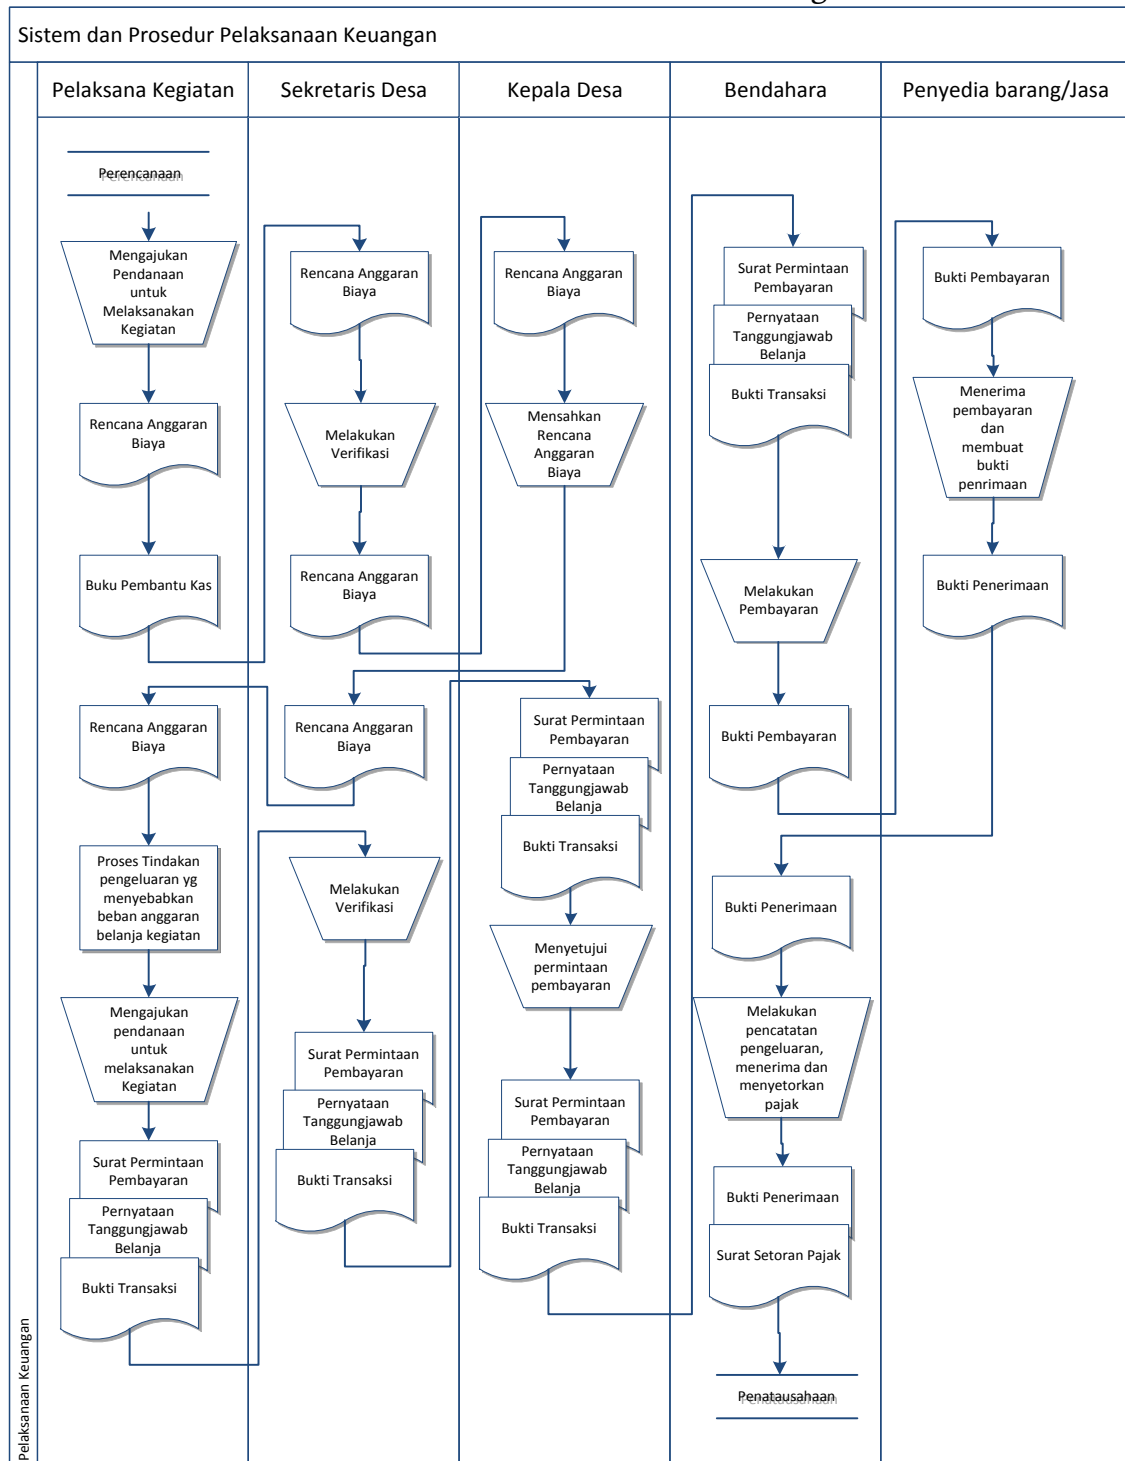 Sistem dan Prosedur Pelaksanaan Keuangan
Pelaksana Kegiatan
Sekretaris Desa
Kepala Desa
Bendahara
Penyedia barang/Jasa
Perencanaan
Mengajukan
Pendanaan
untuk
Melaksanakan
Kegiatan
Rencana Anggaran
Biaya
Buku Pembantu Kas
Rencana Anggaran
Biaya
Proses Tindakan
pengeluaran yg
menyebabkan
beban anggaran
belanja kegiatan
Mengajukan
pendanaan
untuk
melaksanakan
Kegiatan
Surat Permintaan
Pembayaran
Pernyataan
Tanggungjawab
Belanja
Bukti Transaksi
Rencana Anggaran
Biaya
Melakukan
Verifikasi
Rencana Anggaran
Biaya
Rencana Anggaran
Biaya
Melakukan
Verifikasi
Surat Permintaan
Pembayaran
Pernyataan
Tanggungjawab
Belanja
Bukti Transaksi
Rencana Anggaran
Biaya
Mensahkan
Rencana
Anggaran
Biaya
Surat Permintaan
Pembayaran
Pernyataan
Tanggungjawab
Belanja
Bukti Transaksi
Menyetujui
permintaan
pembayaran
Surat Permintaan
Pembayaran
Pernyataan
Tanggungjawab
Belanja
Bukti Transaksi
Surat Permintaan
Pembayaran
Pernyataan
Tanggungjawab
Belanja
Bukti Transaksi
Melakukan
Pembayaran
Bukti Pembayaran
Bukti Penerimaan
Melakukan
pencatatan
pengeluaran,
menerima dan
menyetorkan
pajak
Bukti Penerimaan
Surat Setoran Pajak
Penatausahaan
Bukti Pembayaran
Menerima
pembayaran
dan
membuat
bukti
penrimaan
Bukti Penerimaan
Pelaksanaan Keuangan